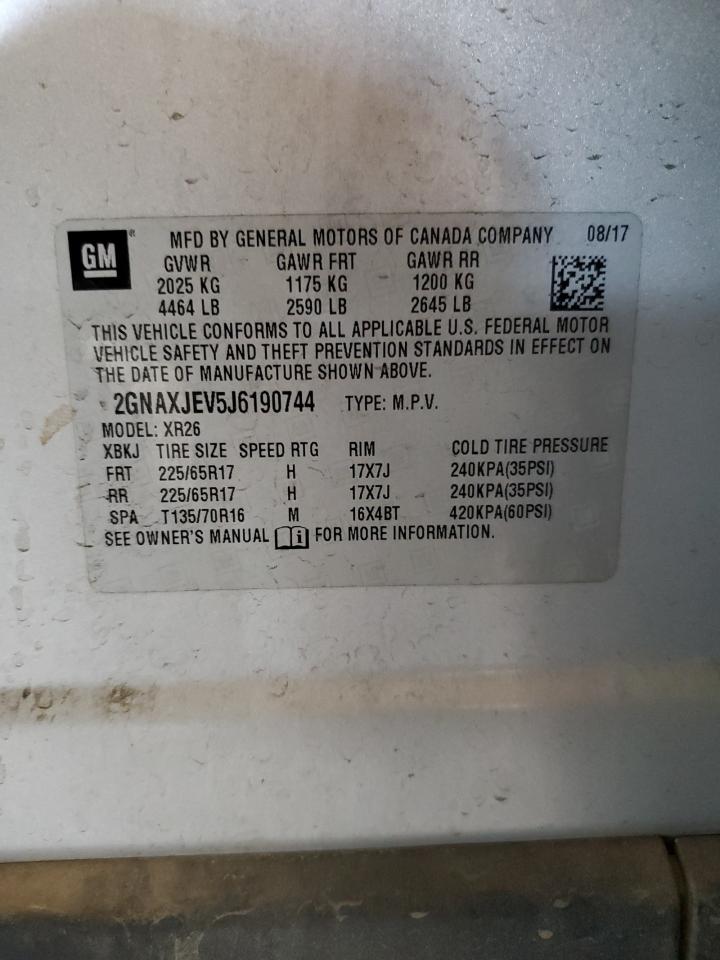 GM ® MFD BY GENERAL MOTORS OF CANADA COMPANY 08/17
GVWR GAWR FRT GAWR RR
2025 KG 1175 KG 1200 KG
4464 LB 2590 LB 2645 LB
THIS VEHICLE CONFORMS TO ALL APPLICABLE U.S. FEDERAL MOTOR
VEHICLE SAFETY AND THEFT PREVENTION STANDARDS IN EFFECT ON
THE DATE OF MANUFACTURE SHOWN ABOVE.
2GNAXJEV5J6190744 TYPE: M.P.V.
MODEL: XR26
XBKJ TIRE SIZE SPEED RTG RIM COLD TIRE PRESSURE
FRT 225/65R17 H 17X7J 240KPA(35PSI)
RR 225/65R17 H 17X7J 240KPA(35PSI)
SPA T135/70R16 M 16X4BT 420KPA(60PSI)
SEE OWNER'S MANUAL i FOR MORE INFORMATION.